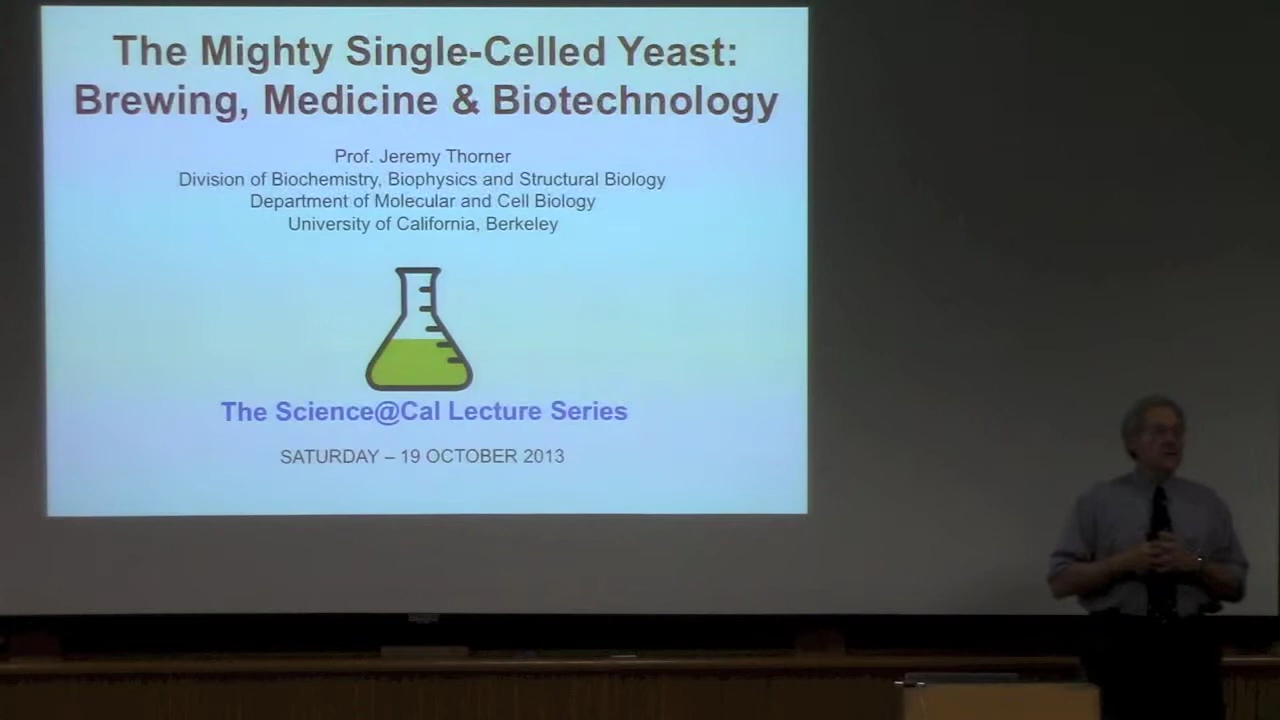 The Mighty Single-Celled Yeast:
Brewing, Medicine & Biotechnology
Prof. Jeremy Thorner
Division of Biochemistry, Biophysics and Structural Biology
Department of Molecular and Cell Biology
University of California, Berkeley
The Science@Cal Lecture Series
SATURDAY – 19 OCTOBER 2013